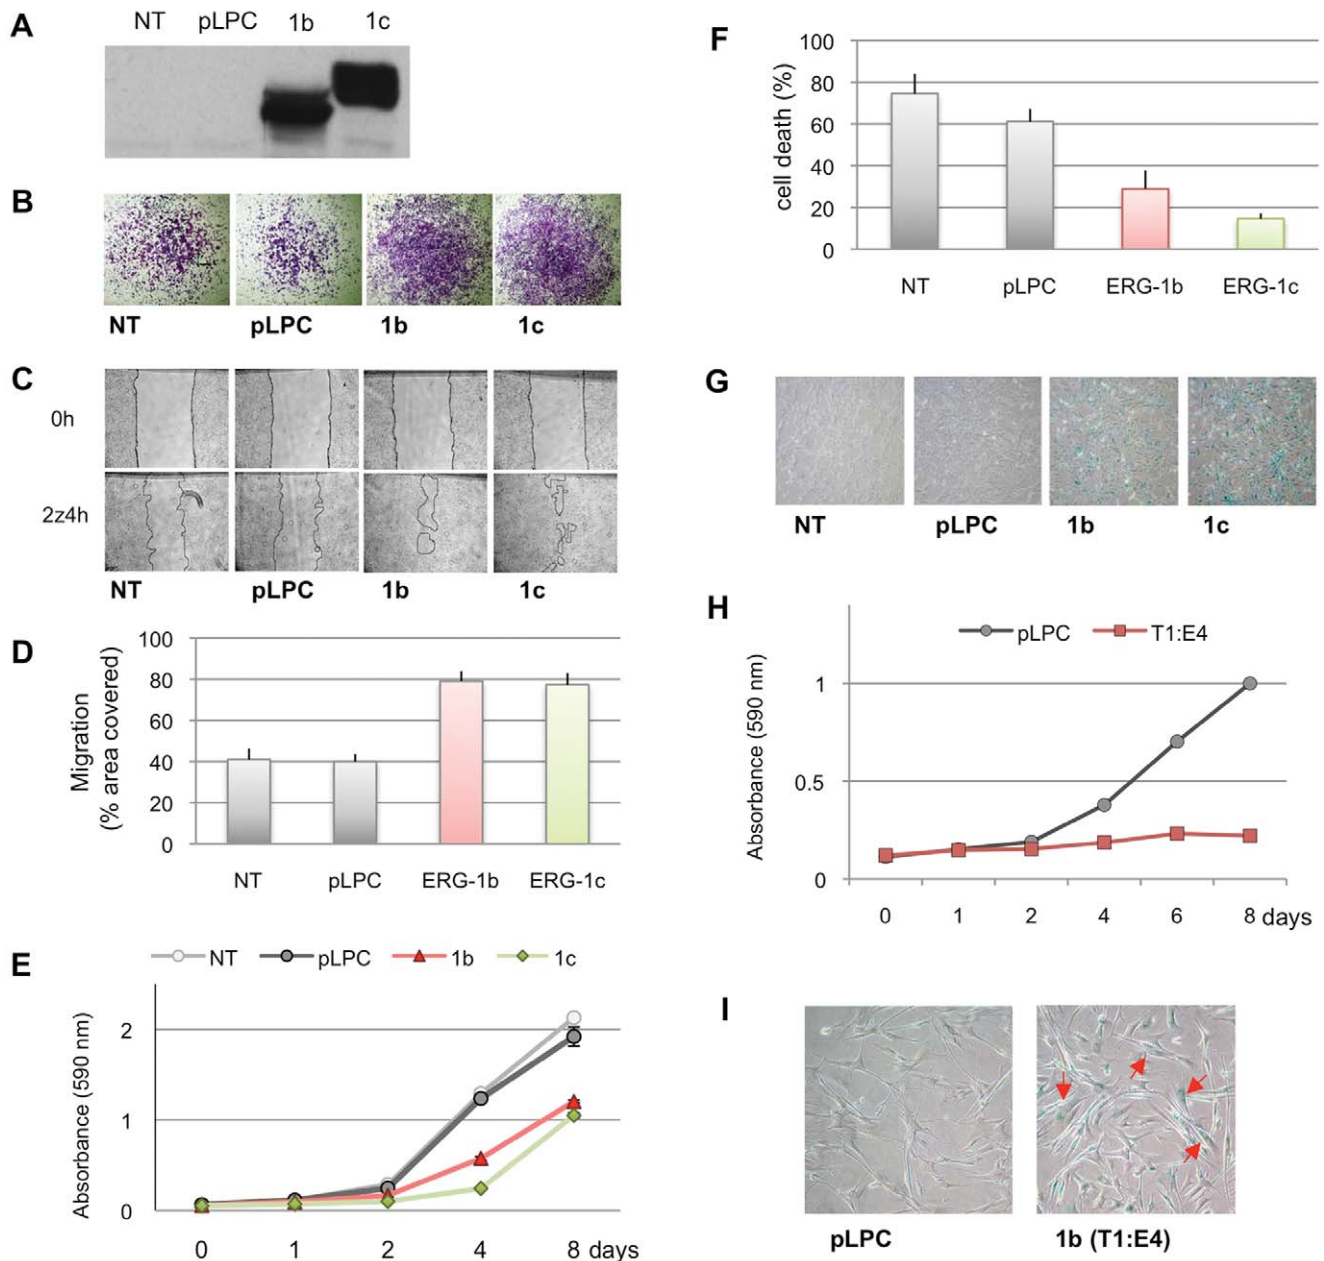 A
NT pLPC 1b 1c
B
NT pLPC 1b 1c
C
0h
2z4h
NT pLPC 1b 1c
D
Migration
(% area covered)
100
80
60
40
20
0
NT pLPC ERG-1b ERG-1c
E
NT pLPC 1b 1c
Absorbance (590 nm)
2
1
0
0 1 2 4 8 days
F
cell death (%)
100
80
60
40
20
0
NT pLPC ERG-1b ERG-1c
G
NT pLPC 1b 1c
H
pLPC T1:E4
Absorbance (590 nm)
1
0.5
0
0 1 2 4 6 8 days
I
pLPC 1b (T1:E4)